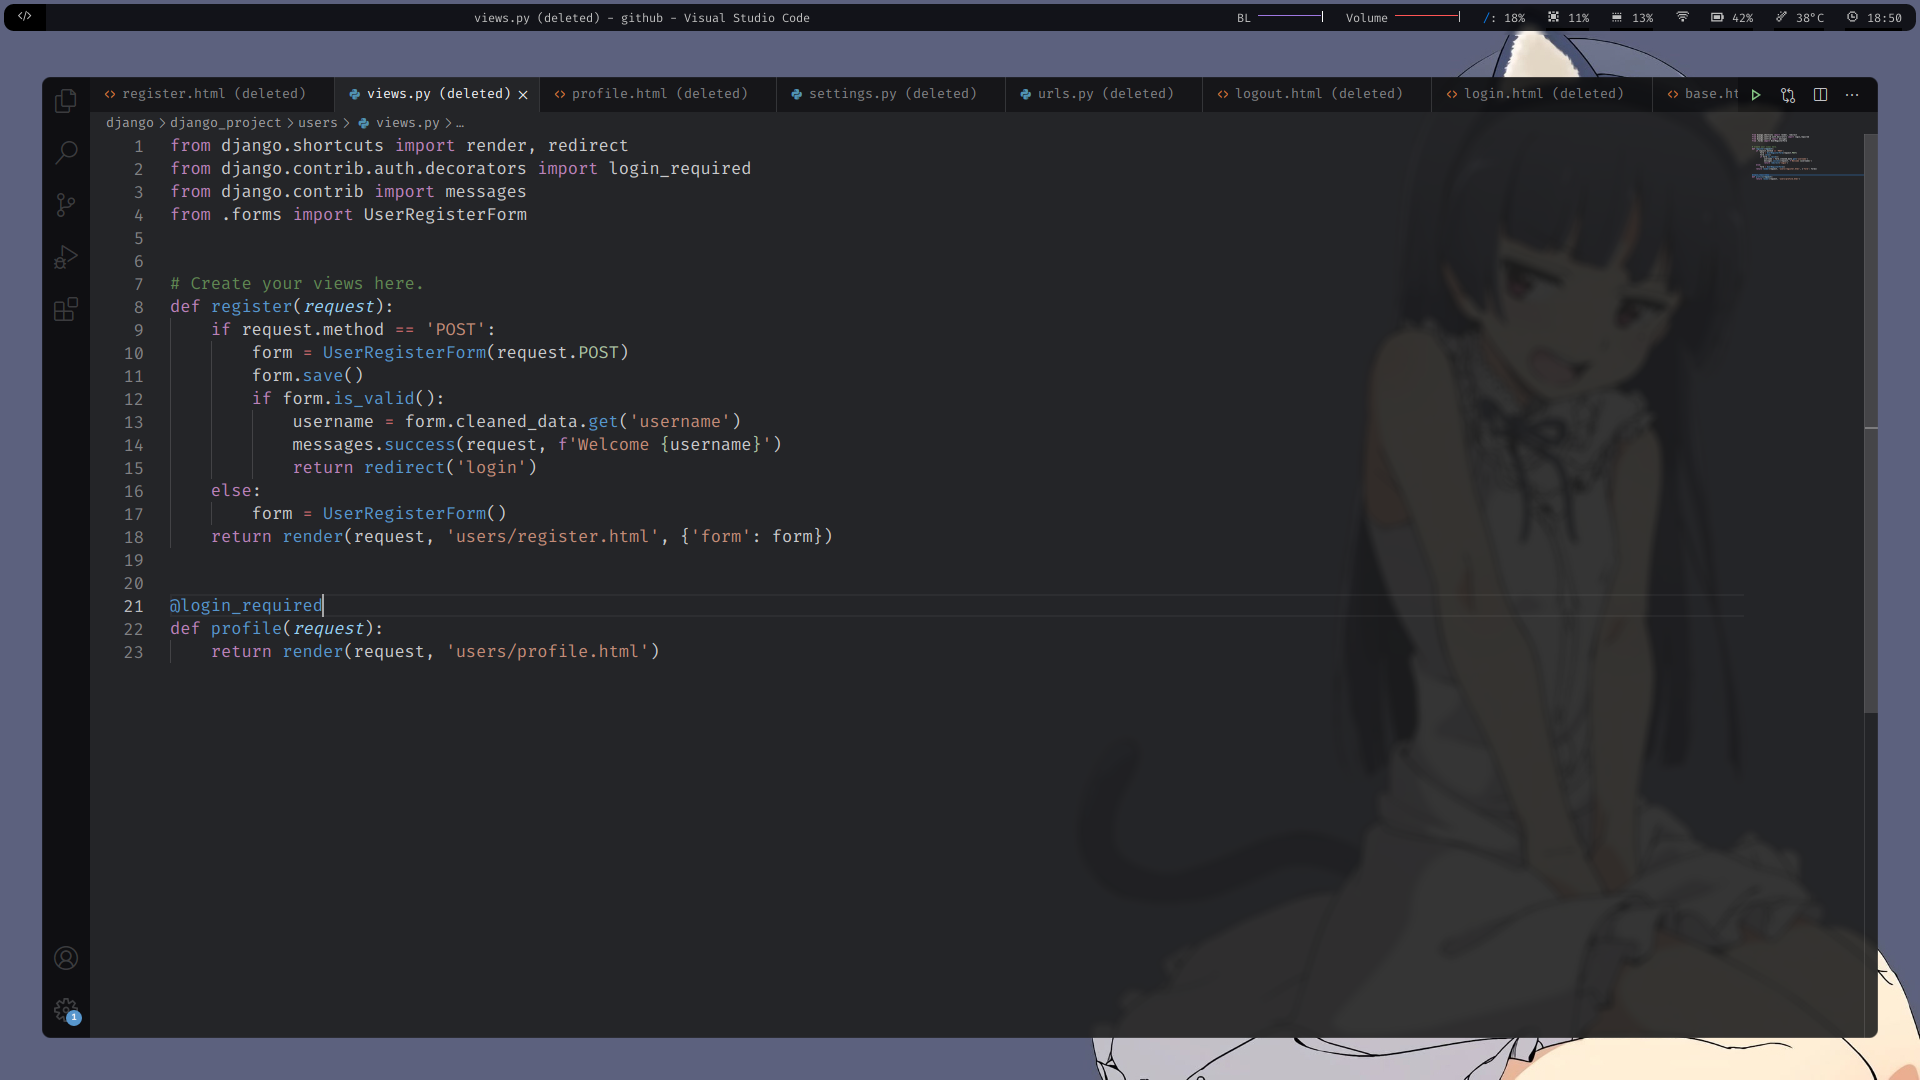 views.py (deleted) - github - Visual Studio Code
BL Volume /: 18% 11% 13% 42% 38°C 18:50
register.html (deleted) views.py (deleted) profile.html (deleted) settings.py (deleted) urls.py (deleted) logout.html (deleted) login.html (deleted) base.ht
django > django_project > users > views.py > …
1 from django.shortcuts import render, redirect
2 from django.contrib.auth.decorators import login_required
3 from django.contrib import messages
4 from .forms import UserRegisterForm
5
6
7 # Create your views here.
8 def register(request):
9     if request.method == 'POST':
10         form = UserRegisterForm(request.POST)
11         form.save()
12         if form.is_valid():
13             username = form.cleaned_data.get('username')
14             messages.success(request, f'Welcome {username}')
15             return redirect('login')
16     else:
17         form = UserRegisterForm()
18     return render(request, 'users/register.html', {'form': form})
19
20
21 @login_required
22 def profile(request):
23     return render(request, 'users/profile.html')
1